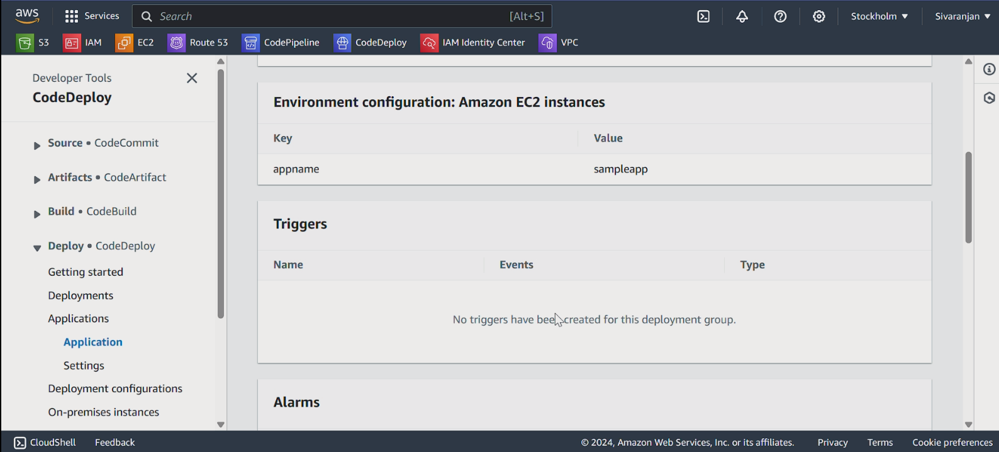 aws
Services
Search [Alt+S]
Stockholm
Sivaranjan
S3
IAM
EC2
Route 53
CodePipeline
CodeDeploy
IAM Identity Center
VPC
Developer Tools
CodeDeploy
Source • CodeCommit
Artifacts • CodeArtifact
Build • CodeBuild
Deploy • CodeDeploy
Getting started
Deployments
Applications
Application
Settings
Deployment configurations
On-premises instances
Environment configuration: Amazon EC2 instances
Key Value
appname sampleapp
Triggers
Name Events Type
No triggers have been created for this deployment group.
Alarms
CloudShell
Feedback
© 2024, Amazon Web Services, Inc. or its affiliates.
Privacy
Terms
Cookie preferences